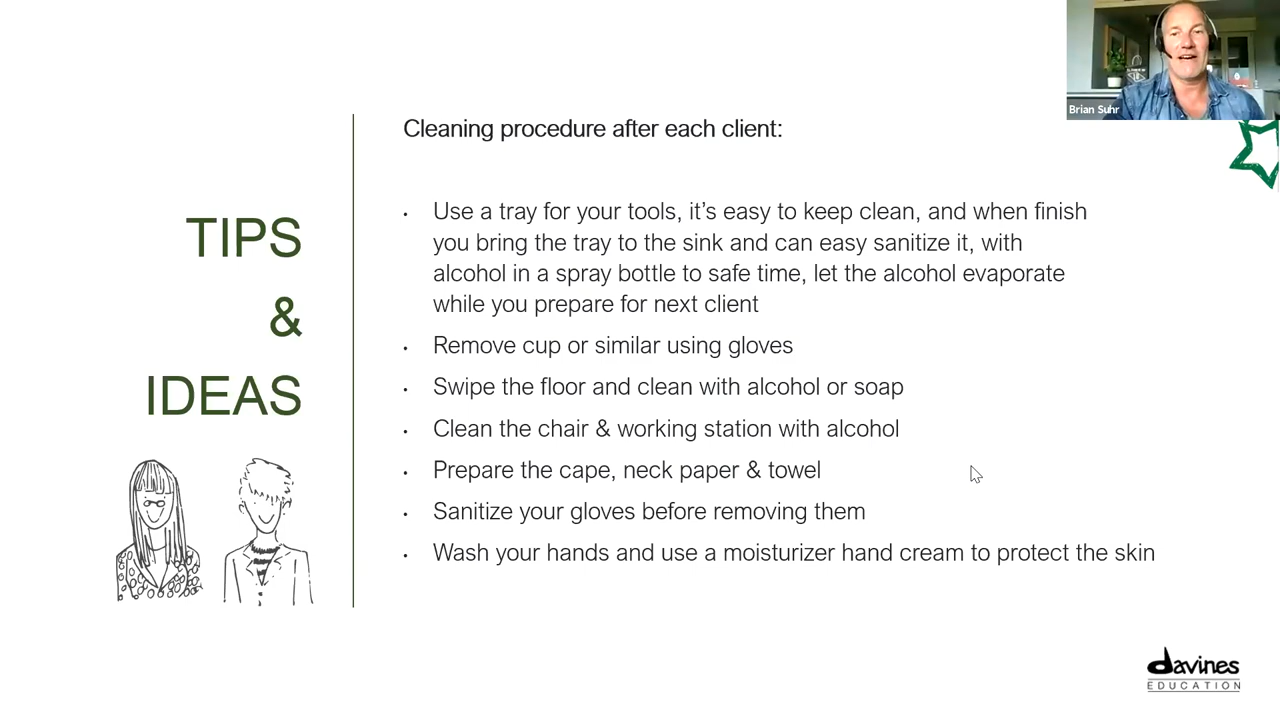 Brian Suhr
Cleaning procedure after each client:
TIPS
&
IDEAS
• Use a tray for your tools, it’s easy to keep clean, and when finish
you bring the tray to the sink and can easy sanitize it, with
alcohol in a spray bottle to safe time, let the alcohol evaporate
while you prepare for next client
• Remove cup or similar using gloves
• Swipe the floor and clean with alcohol or soap
• Clean the chair & working station with alcohol
• Prepare the cape, neck paper & towel
• Sanitize your gloves before removing them
• Wash your hands and use a moisturizer hand cream to protect the skin
davines
EDUCATION